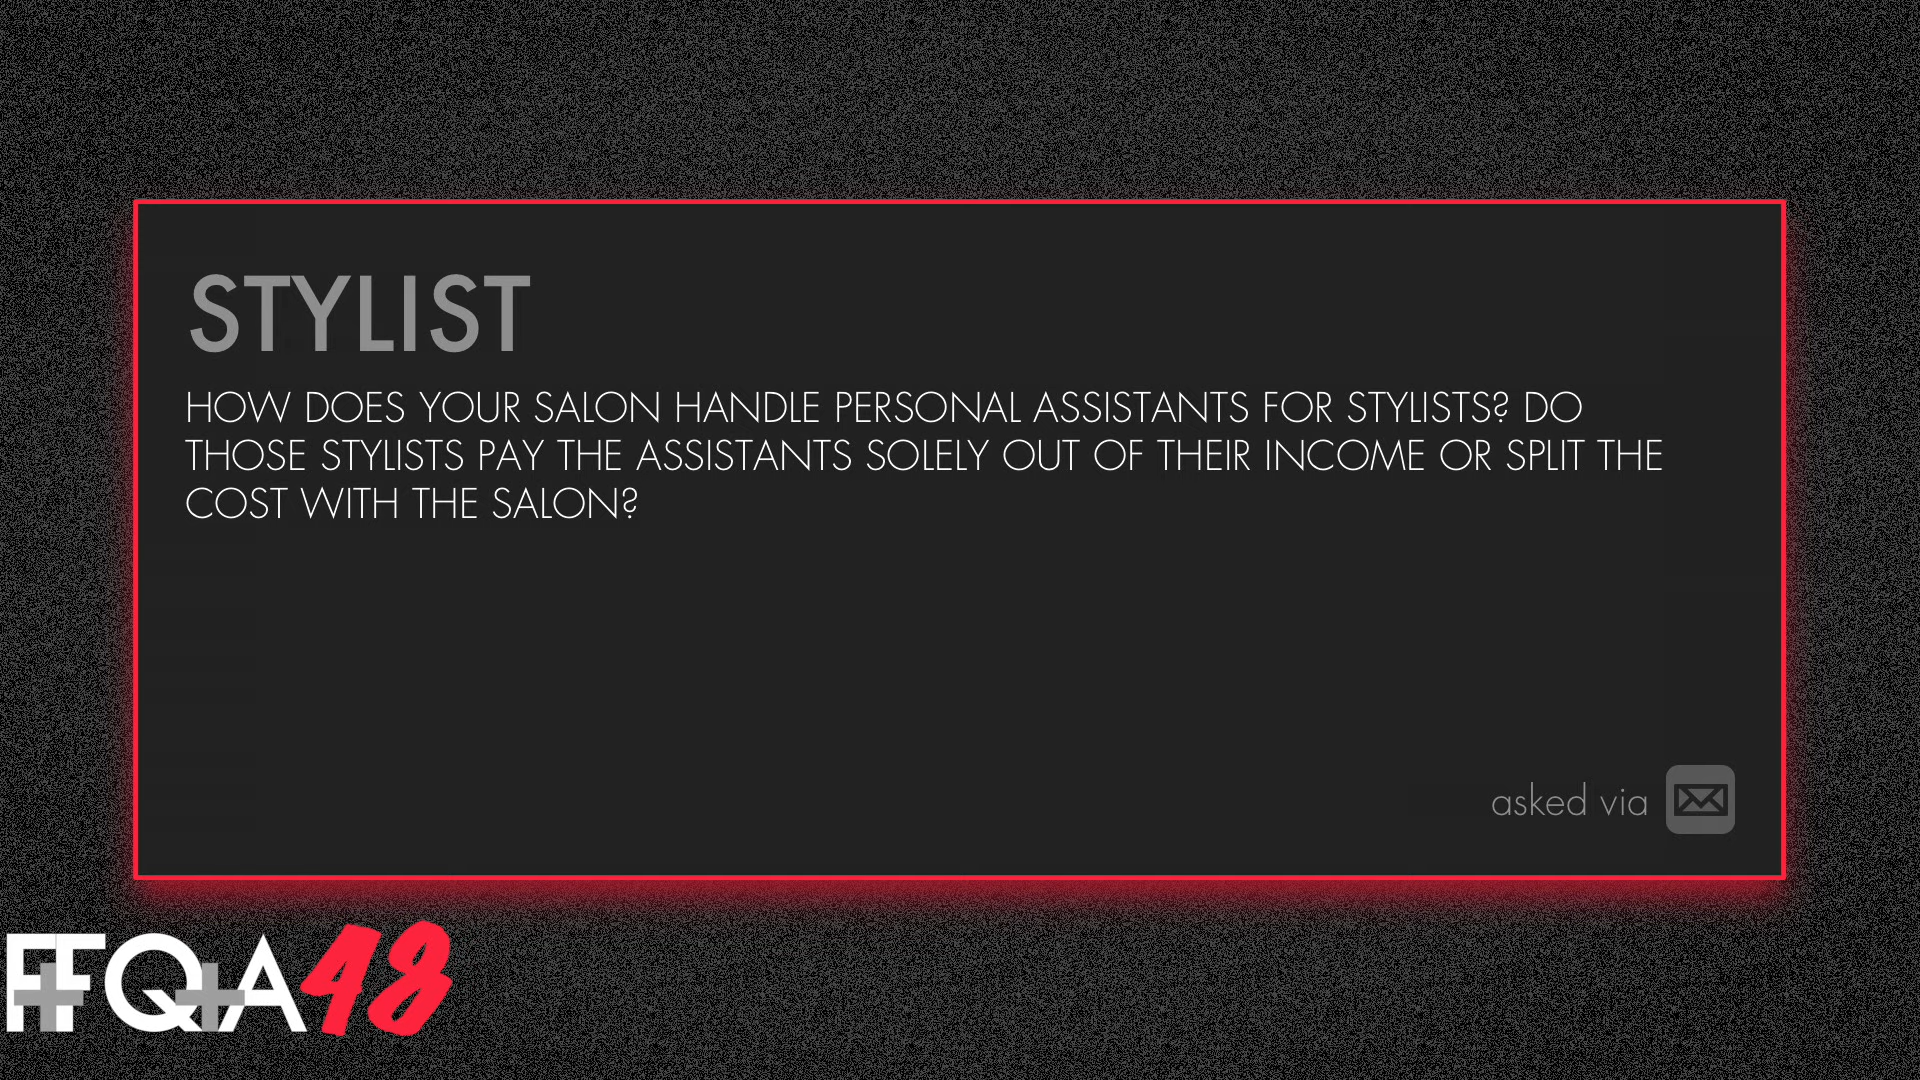 STYLIST
HOW DOES YOUR SALON HANDLE PERSONAL ASSISTANTS FOR STYLISTS? DO
THOSE STYLISTS PAY THE ASSISTANTS SOLELY OUT OF THEIR INCOME OR SPLIT THE
COST WITH THE SALON?
asked via
F+FQ+A48